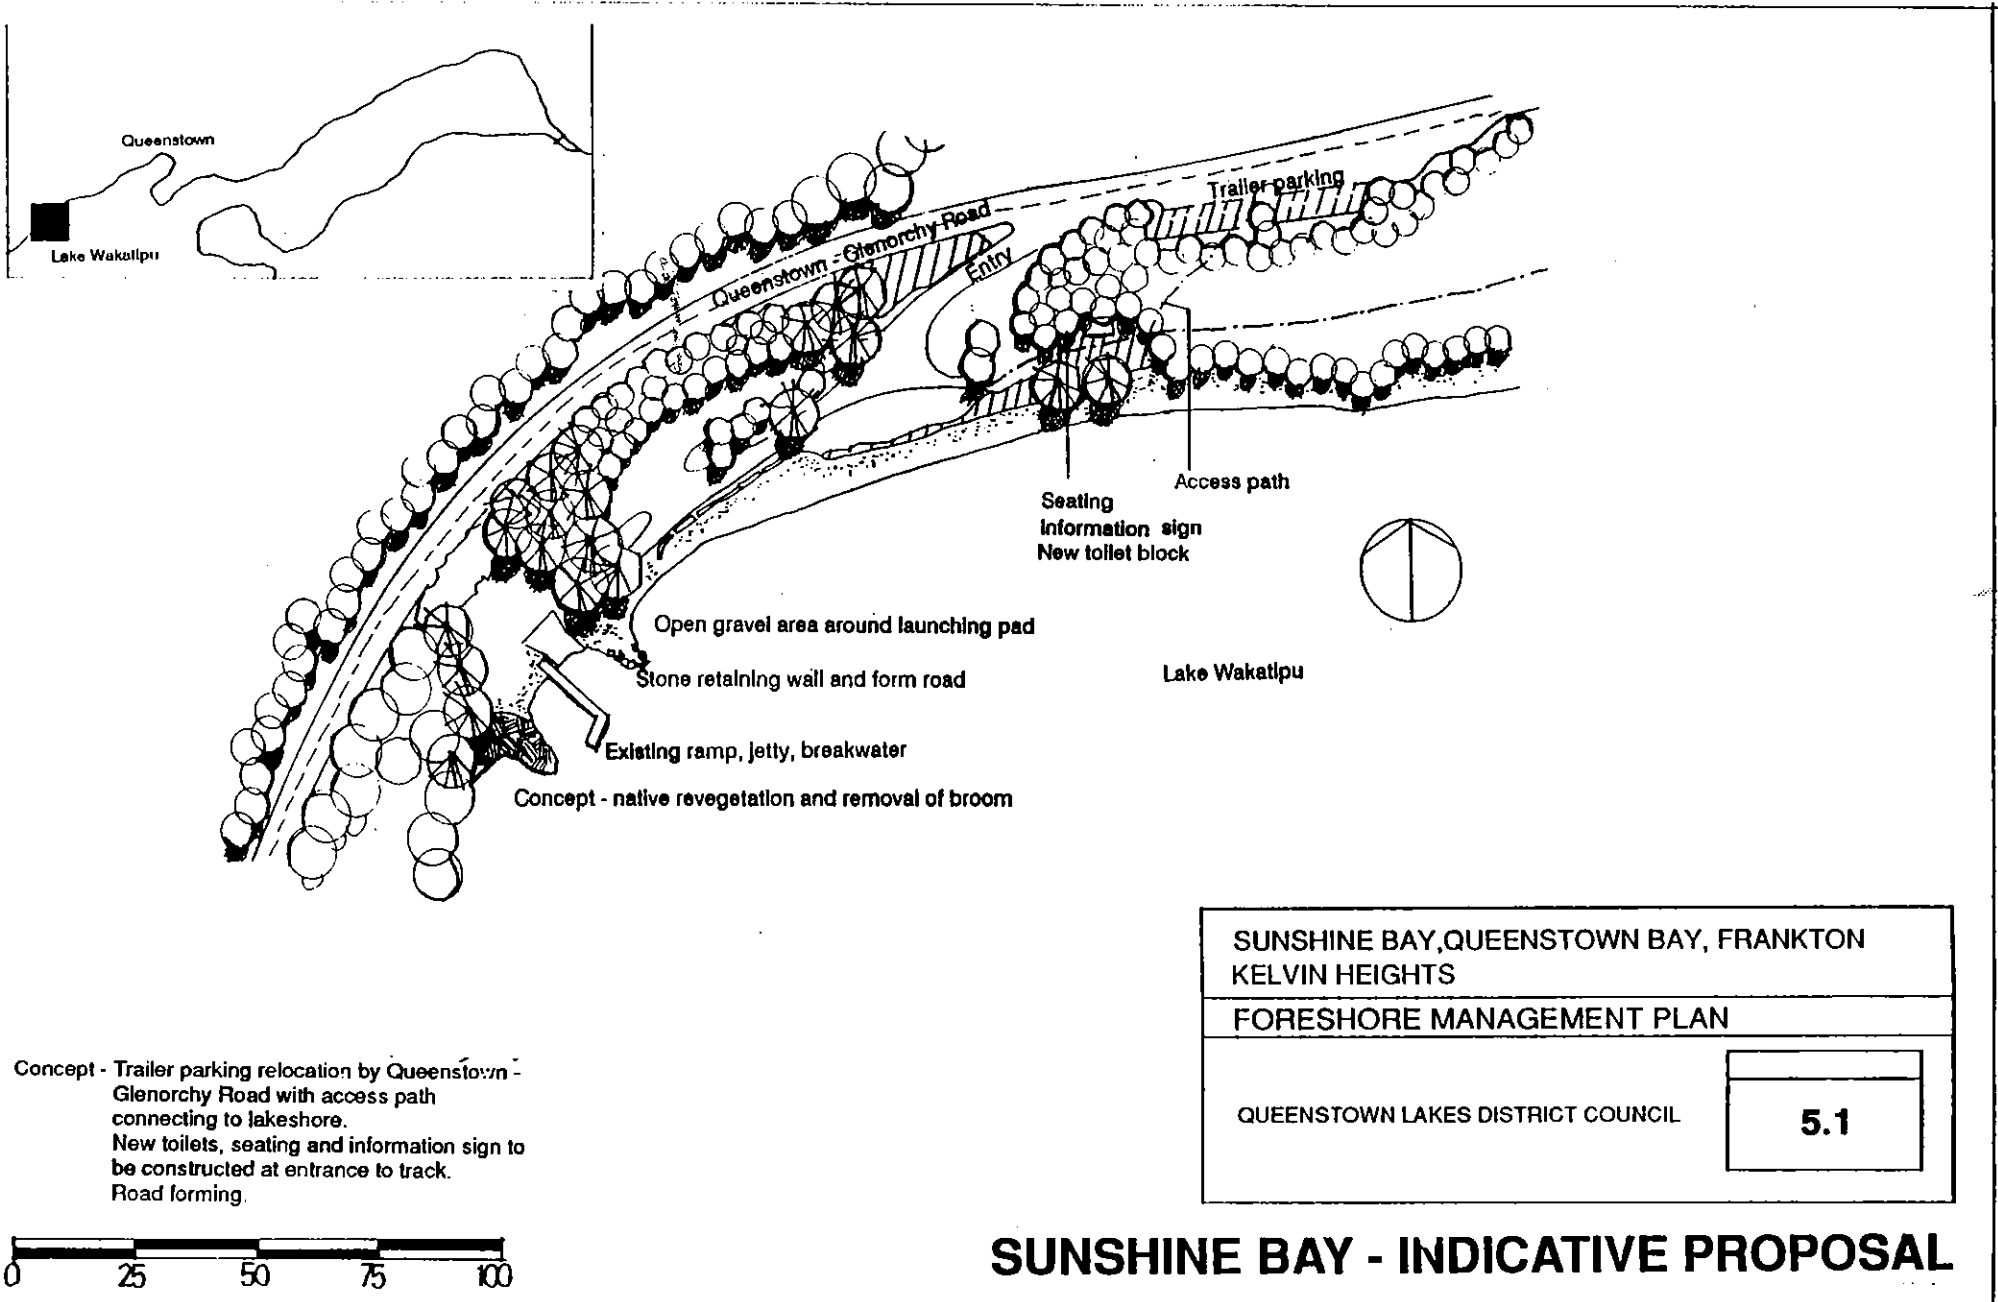 Queenstown
Lake Wakatipu
Trailer parking
Queenstown - Glenorchy Road
Entry
Access path
Seating
Information sign
New toilet block
Open gravel area around launching pad
Stone retaining wall and form road
Lake Wakatipu
Existing ramp, jetty, breakwater
Concept - native revegetation and removal of broom
SUNSHINE BAY,QUEENSTOWN BAY, FRANKTON
KELVIN HEIGHTS
FORESHORE MANAGEMENT PLAN
QUEENSTOWN LAKES DISTRICT COUNCIL
5.1
Concept - Trailer parking relocation by Queenstown -
Glenorchy Road with access path
connecting to lakeshore.
New toilets, seating and information sign to
be constructed at entrance to track.
Road forming.
0 25 50 75 100
SUNSHINE BAY - INDICATIVE PROPOSAL